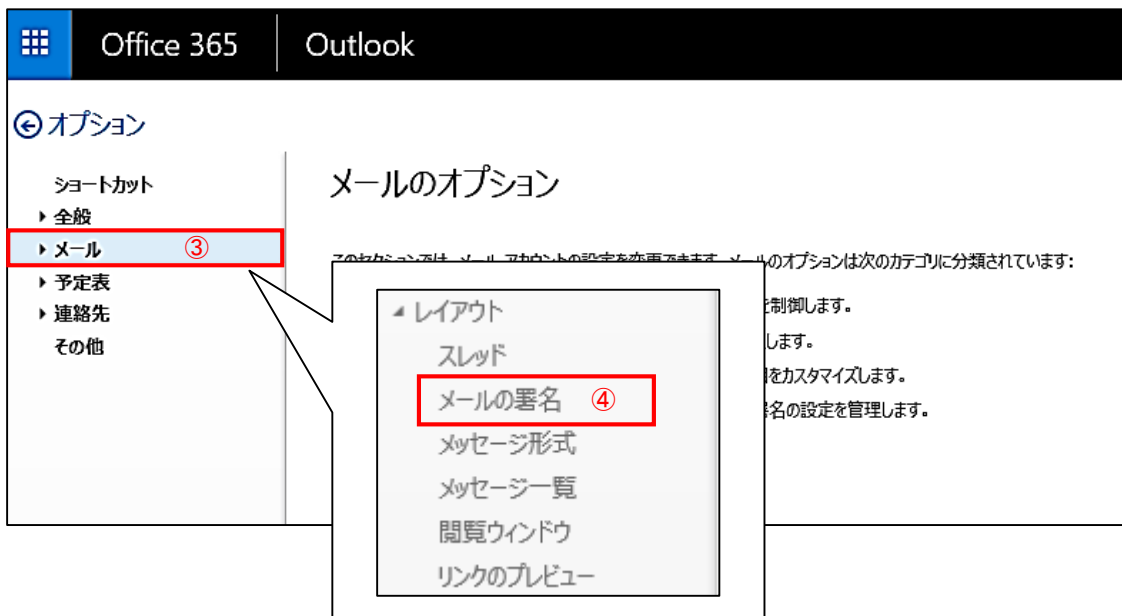 Office 365 Outlook
オプション
ショートカット
全般
メール ③
予定表
連絡先
その他
メールのオプション
このセクションでは、メール アカウントの設定を変更できます。メールのオプションは次のカテゴリに分類されています:
を制御します。
します。
をカスタマイズします。
署名の設定を管理します。
レイアウト
スレッド
メールの署名 ④
メッセージ形式
メッセージ一覧
閲覧ウィンドウ
リンクのプレビュー